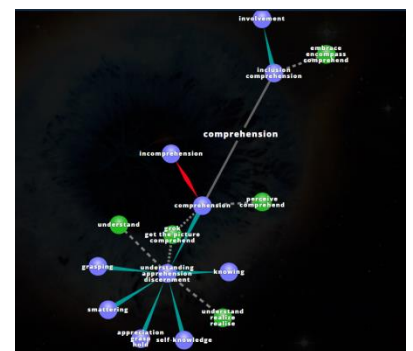 involvement
embrace
encompass
comprehend
inclusion
comprehension
comprehension
incomprehension
comprehension
perceive
comprehend
understand
grok
got the picture
comprehend
grasping
understanding
apprehension
discernment
knowing
smattering
understand
realize
realise
appreciation
grasp
hold
self-knowledge